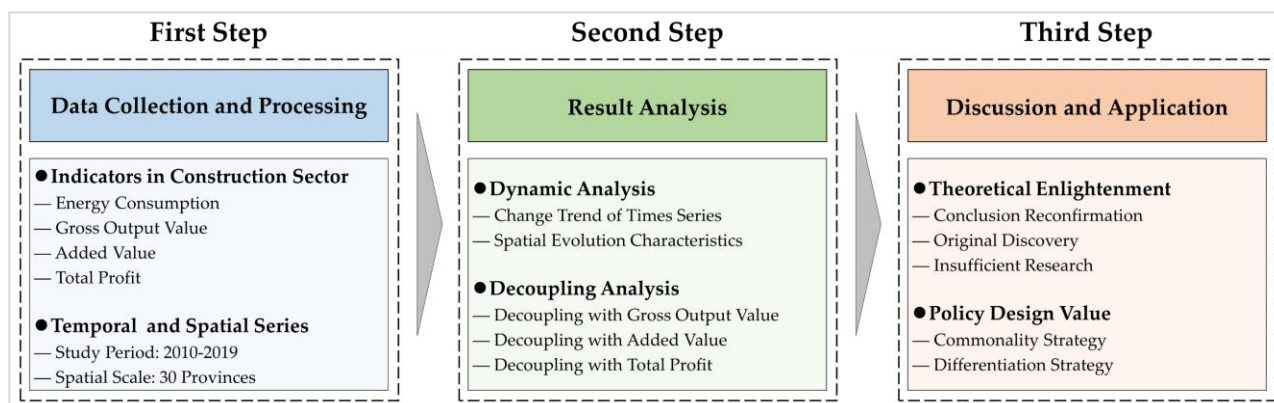 First Step
Data Collection and Processing
●Indicators in Construction Sector
— Energy Consumption
— Gross Output Value
— Added Value
— Total Profit
●Temporal and Spatial Series
— Study Period: 2010-2019
— Spatial Scale: 30 Provinces
Second Step
Result Analysis
●Dynamic Analysis
— Change Trend of Times Series
— Spatial Evolution Characteristics
●Decoupling Analysis
— Decoupling with Gross Output Value
— Decoupling with Added Value
— Decoupling with Total Profit
Third Step
Discussion and Application
●Theoretical Enlightenment
— Conclusion Reconfirmation
— Original Discovery
— Insufficient Research
●Policy Design Value
— Commonality Strategy
— Differentiation Strategy